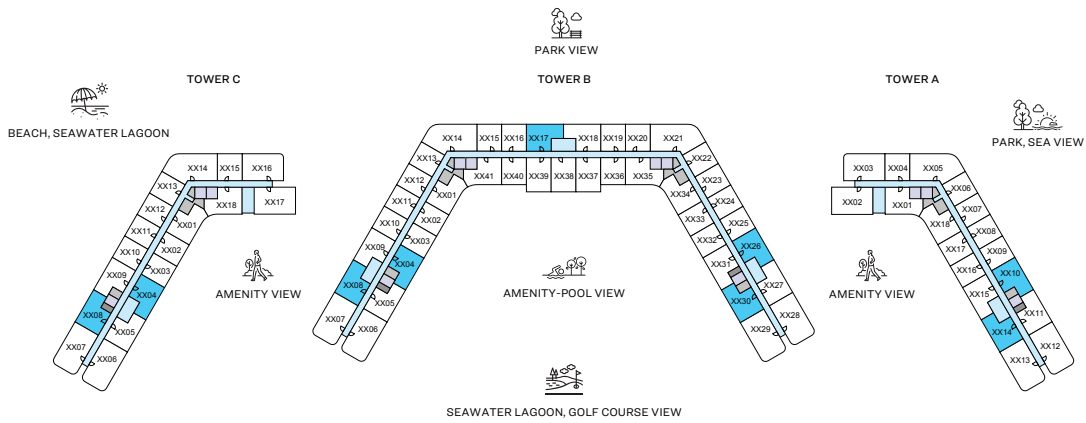 PARK VIEW
TOWER C
TOWER B
TOWER A
BEACH, SEAWATER LAGOON
PARK, SEA VIEW
XX14
XX15
XX16
XX13
XX12
XX11
XX10
XX09
XX08
XX07
XX06
XX05
XX04
XX03
XX02
XX01
XX18
XX17
AMENITY VIEW
XX14
XX15
XX16
XX17
XX18
XX19
XX20
XX21
XX13
XX12
XX11
XX10
XX09
XX08
XX07
XX06
XX05
XX04
XX03
XX02
XX01
XX41
XX40
XX39
XX38
XX37
XX36
XX35
XX34
XX33
XX32
XX31
XX30
XX29
XX22
XX23
XX24
XX25
XX26
XX27
XX28
AMENITY-POOL VIEW
SEAWATER LAGOON, GOLF COURSE VIEW
AMENITY VIEW
XX03
XX04
XX05
XX02
XX01
XX18
XX17
XX16
XX15
XX14
XX13
XX06
XX07
XX08
XX09
XX10
XX11
XX12